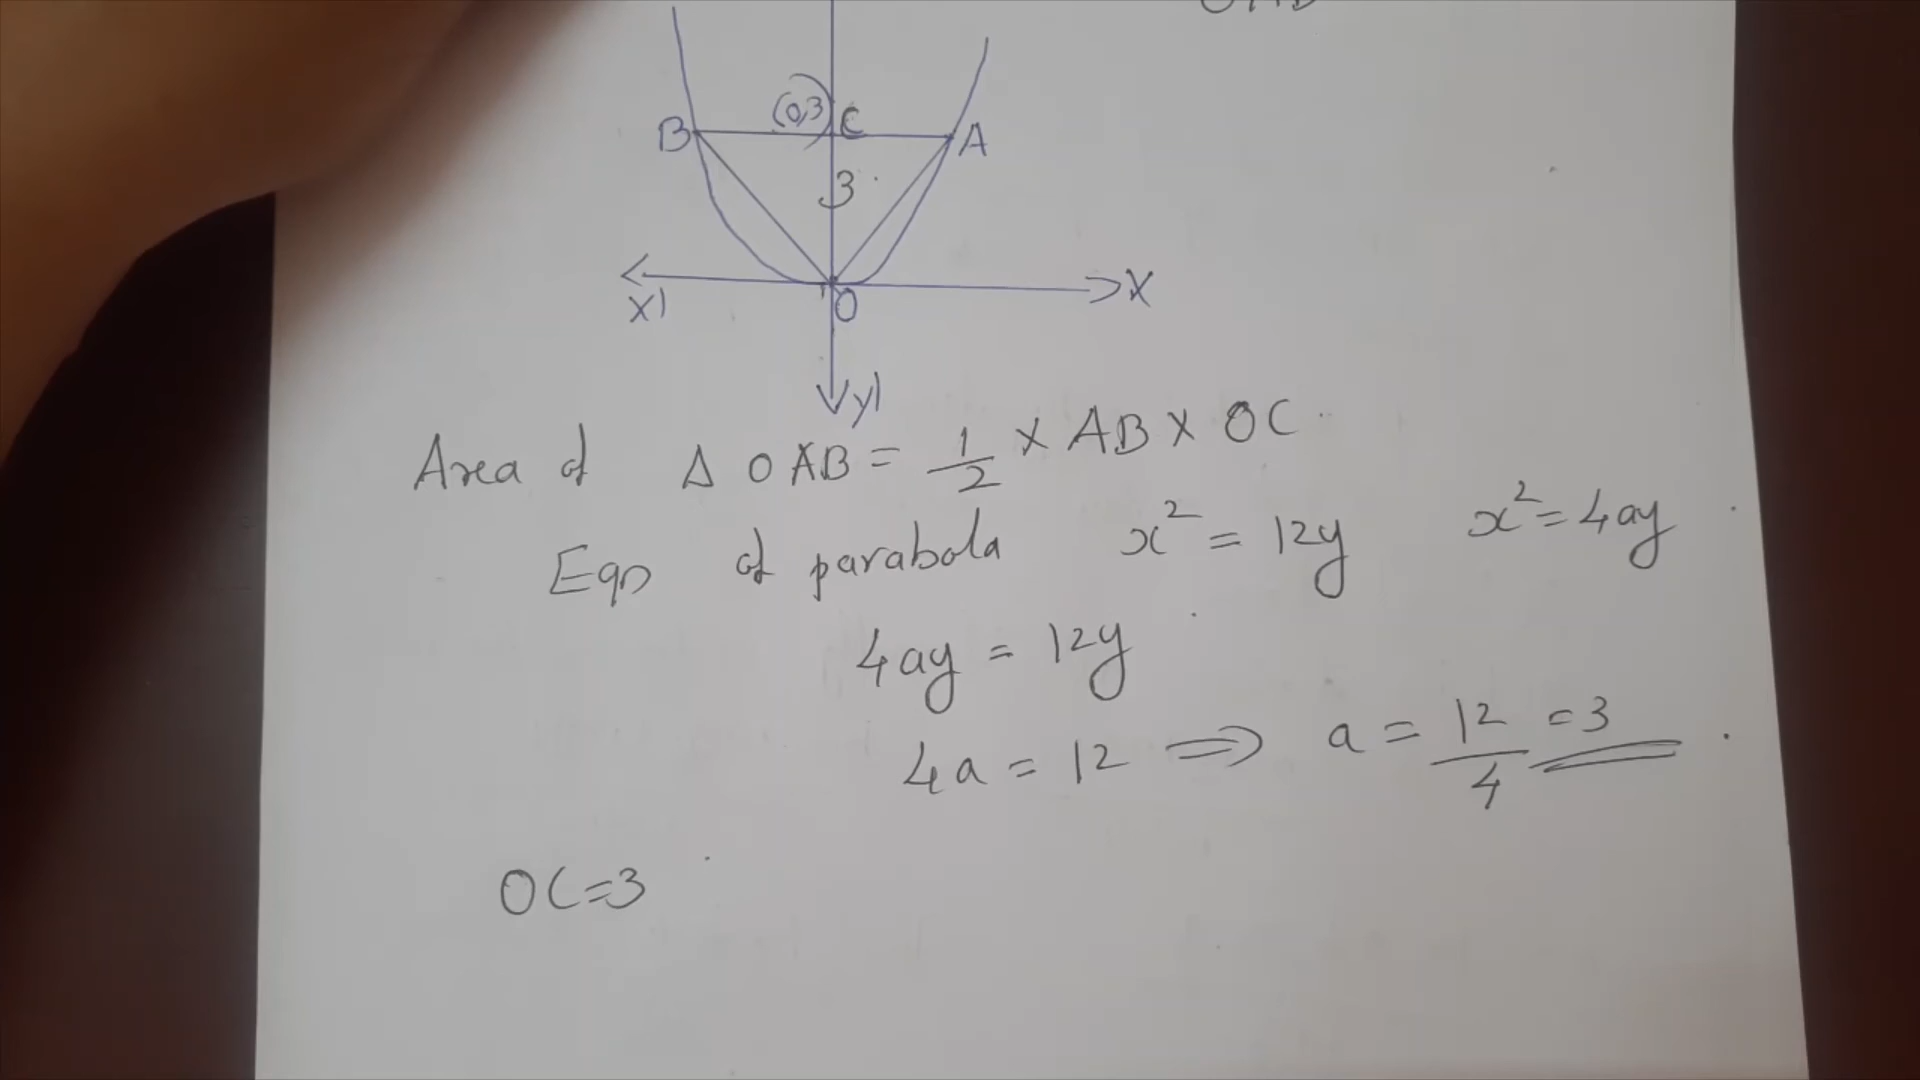 (0,3)
C
B
A
3
X
X'
O
y'
Area of Δ OAB = 1/2 × AB × OC
Eqn of parabola x² = 12y x² = 4ay
4ay = 12y
4a = 12 ⟹ a = 12/4 = 3
OC=3